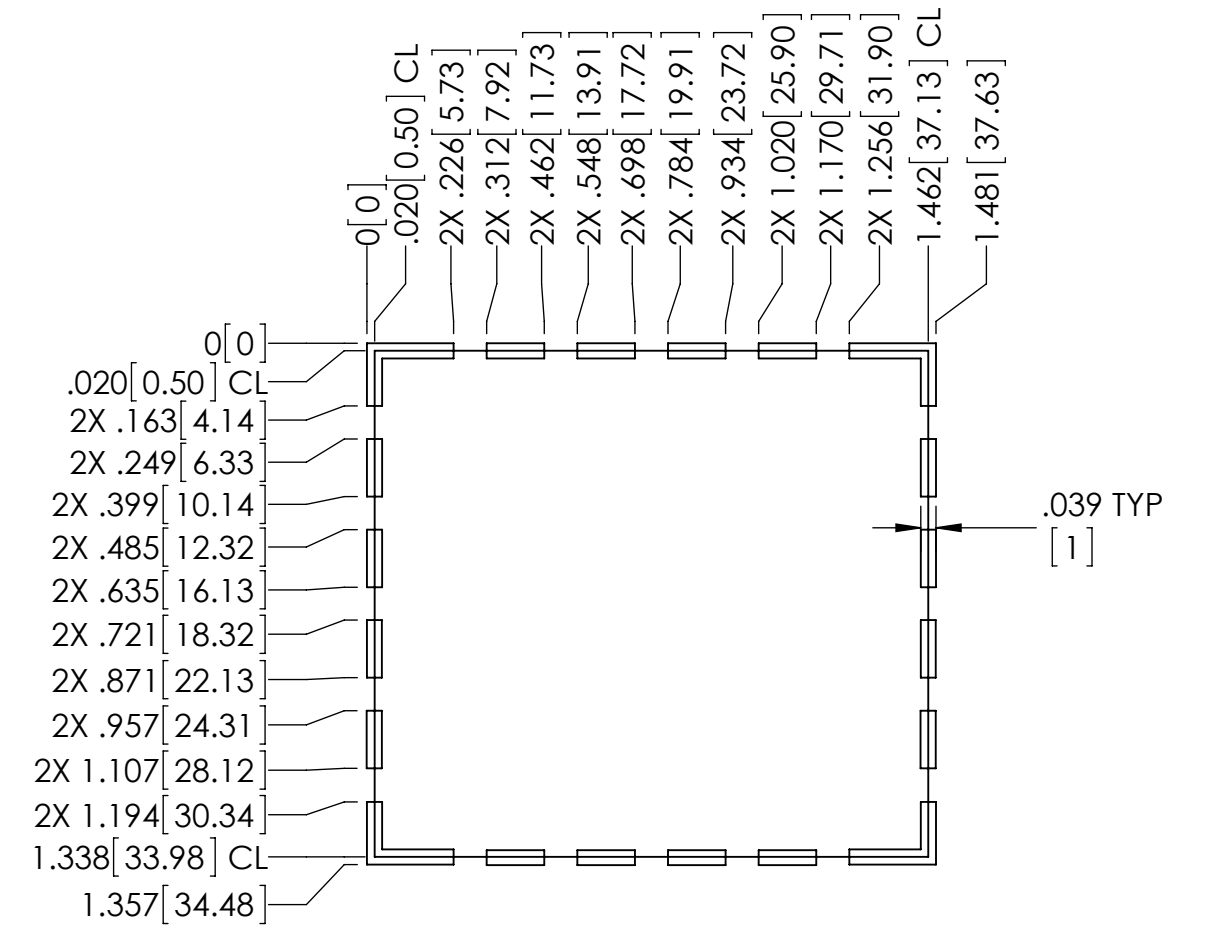 0[0]
.020[0.50] CL
2X .226[5.73]
2X .312[7.92]
2X .462[11.73]
2X .548[13.91]
2X .698[17.72]
2X .784[19.91]
2X .934[23.72]
2X 1.020[25.90]
2X 1.170[29.71]
2X 1.256[31.90]
1.462[37.13] CL
1.481[37.63]
0[0]
.020[0.50] CL
2X .163[4.14]
2X .249[6.33]
2X .399[10.14]
2X .485[12.32]
2X .635[16.13]
2X .721[18.32]
2X .871[22.13]
2X .957[24.31]
2X 1.107[28.12]
2X 1.194[30.34]
1.338[33.98] CL
1.357[34.48]
.039 TYP
[1]